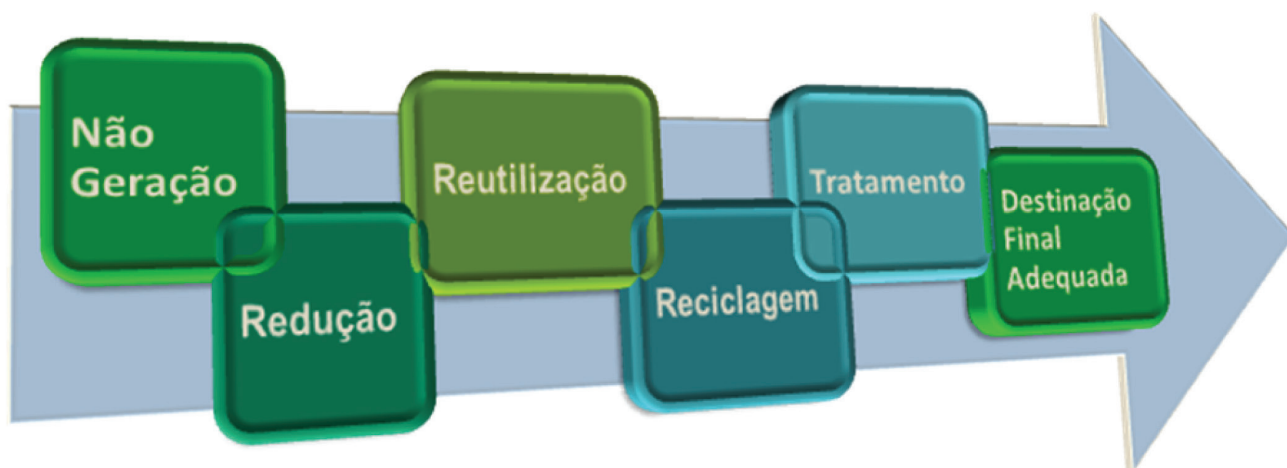 Não
Geração
Redução
Reutilização
Reciclagem
Tratamento
Destinação
Final
Adequada